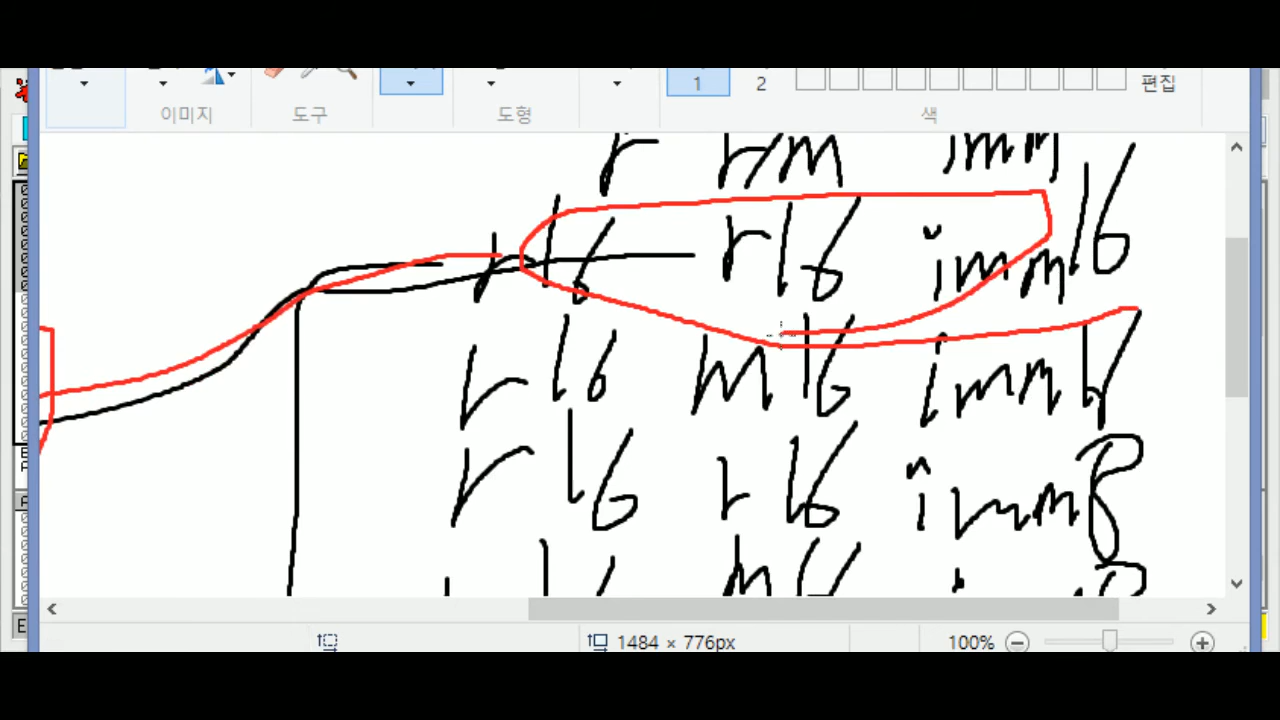 1 2 편집
이미지 도구 도형 색
r r/m imm
r16 r16 imm16
r16 m16 imm16
r16 r16 imm8
1484 × 776px 100%